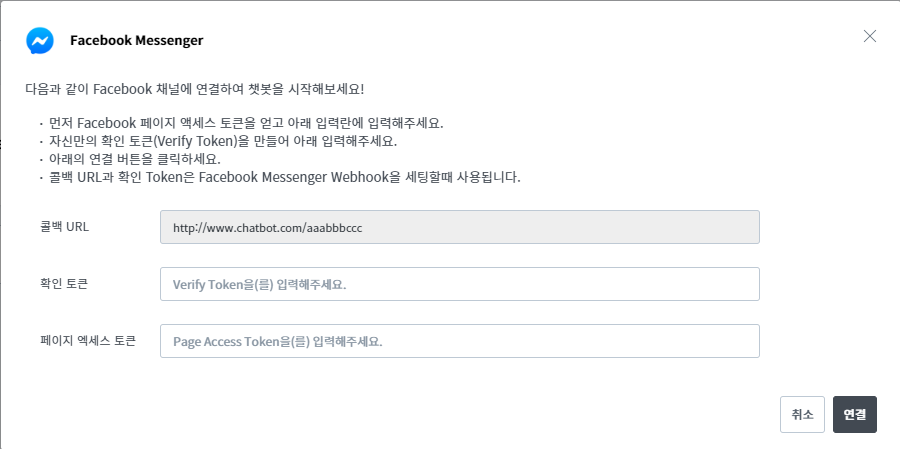 Facebook Messenger
다음과 같이 Facebook 채널에 연결하여 챗봇을 시작해보세요!
· 먼저 Facebook 페이지 액세스 토큰을 얻고 아래 입력란에 입력해주세요.
· 자신만의 확인 토큰(Verify Token)을 만들어 아래 입력해주세요.
· 아래의 연결 버튼을 클릭하세요.
· 콜백 URL과 확인 Token은 Facebook Messenger Webhook을 세팅할때 사용됩니다.
콜백 URL
http://www.chatbot.com/aaabbbccc
확인 토큰
Verify Token을(를) 입력해주세요.
페이지 엑세스 토큰
Page Access Token을(를) 입력해주세요.
취소
연결